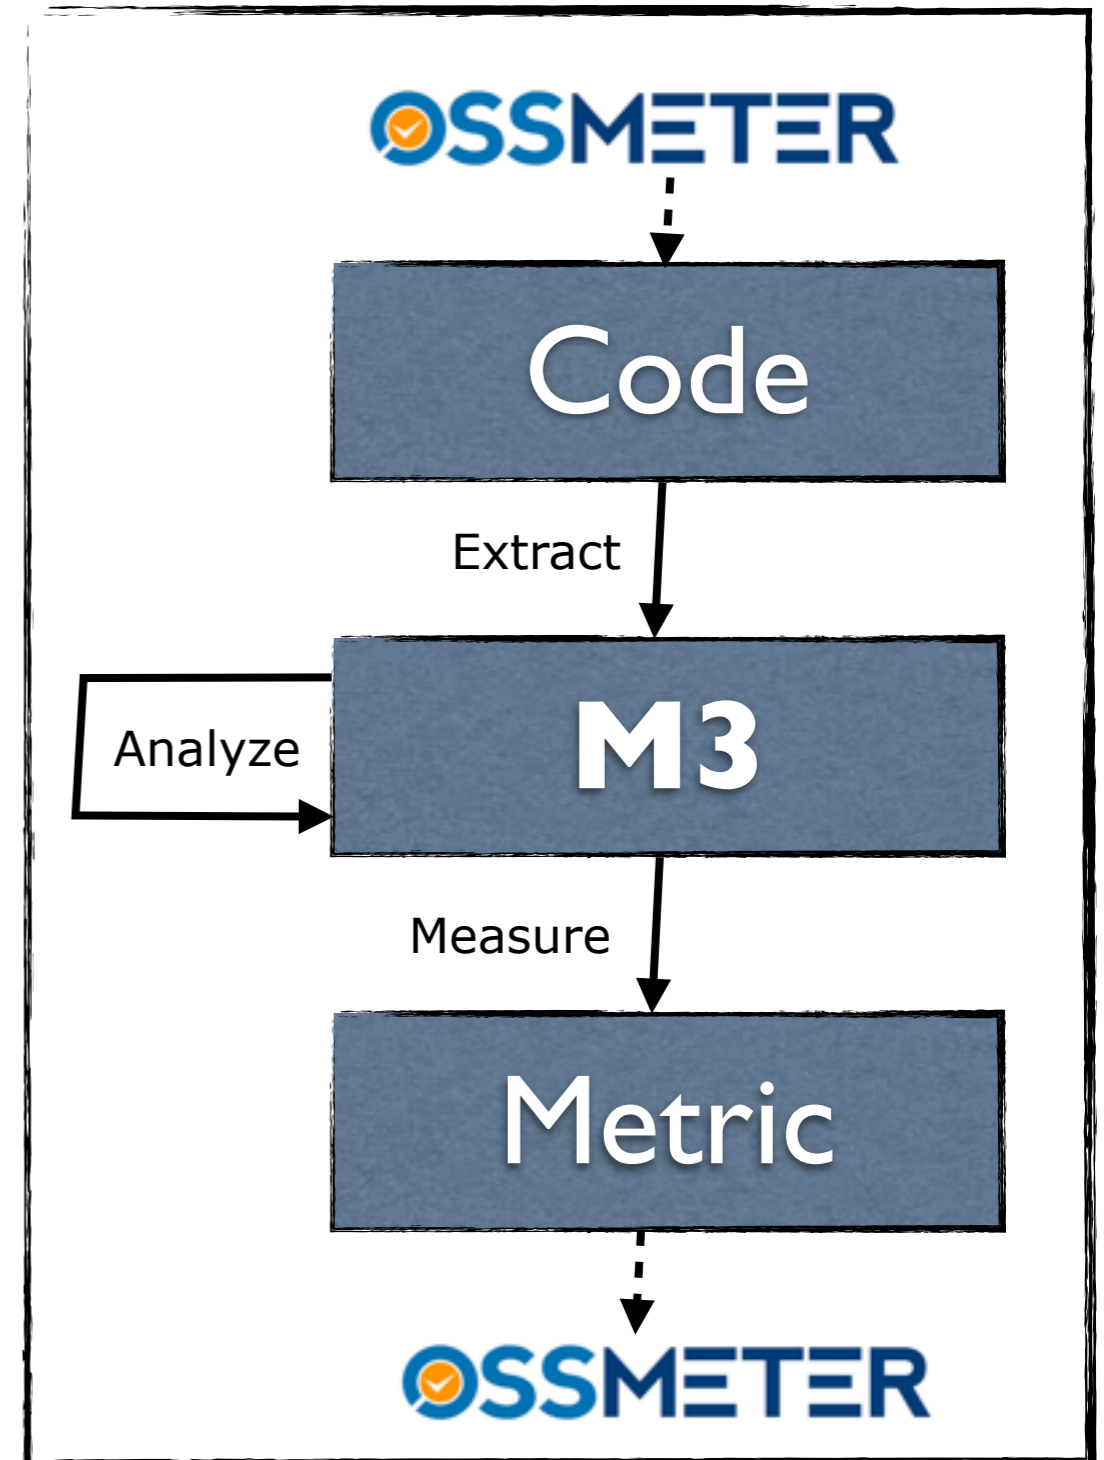 OSSMETER
Code
Extract
M3
Analyze
Measure
Metric
OSSMETER